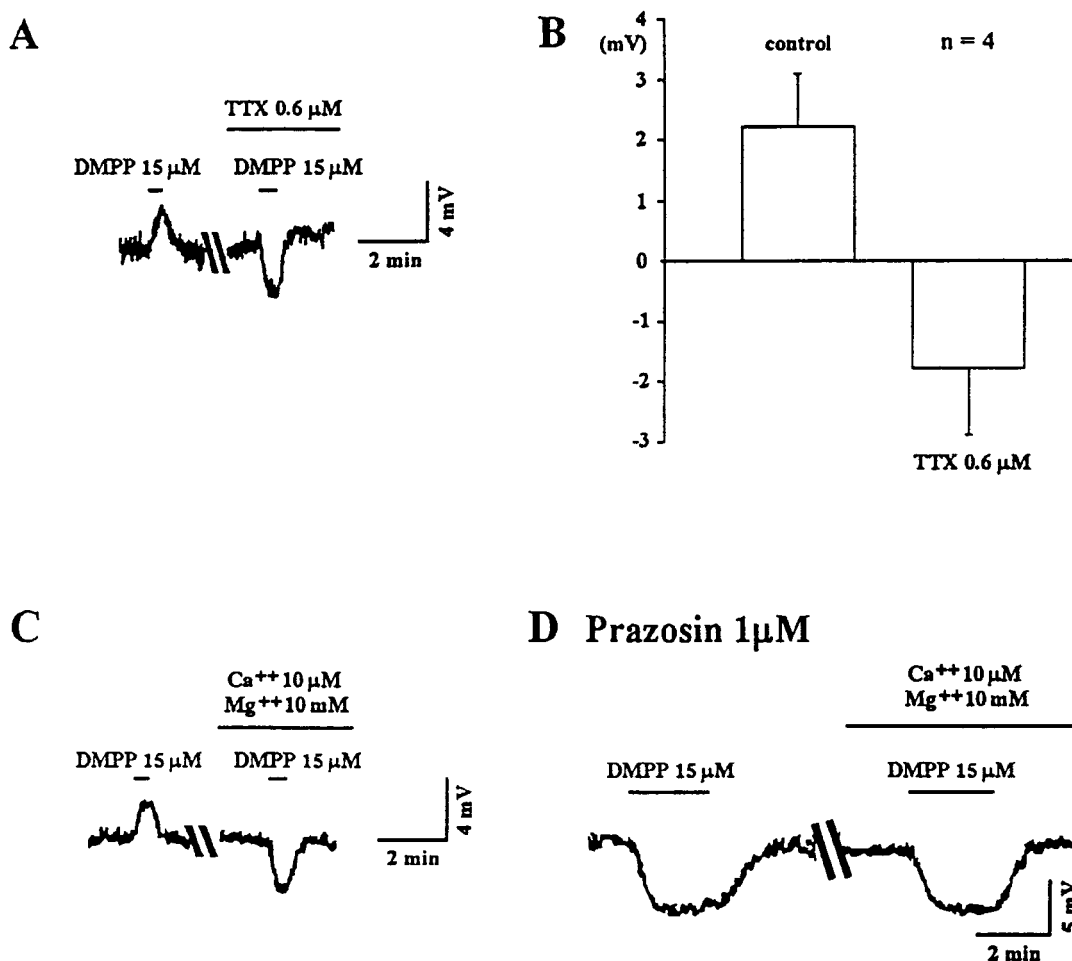 A
TTX 0.6 μM
DMPP 15 μM DMPP 15 μM
4 mV
2 min
B
(mV)
control
n = 4
4
3
2
1
0
-1
-2
-3
TTX 0.6 μM
C
Ca++ 10 μM
Mg++ 10 mM
DMPP 15 μM DMPP 15 μM
4 mV
2 min
D Prazosin 1μM
Ca++ 10 μM
Mg++ 10 mM
DMPP 15 μM DMPP 15 μM
5 mV
2 min